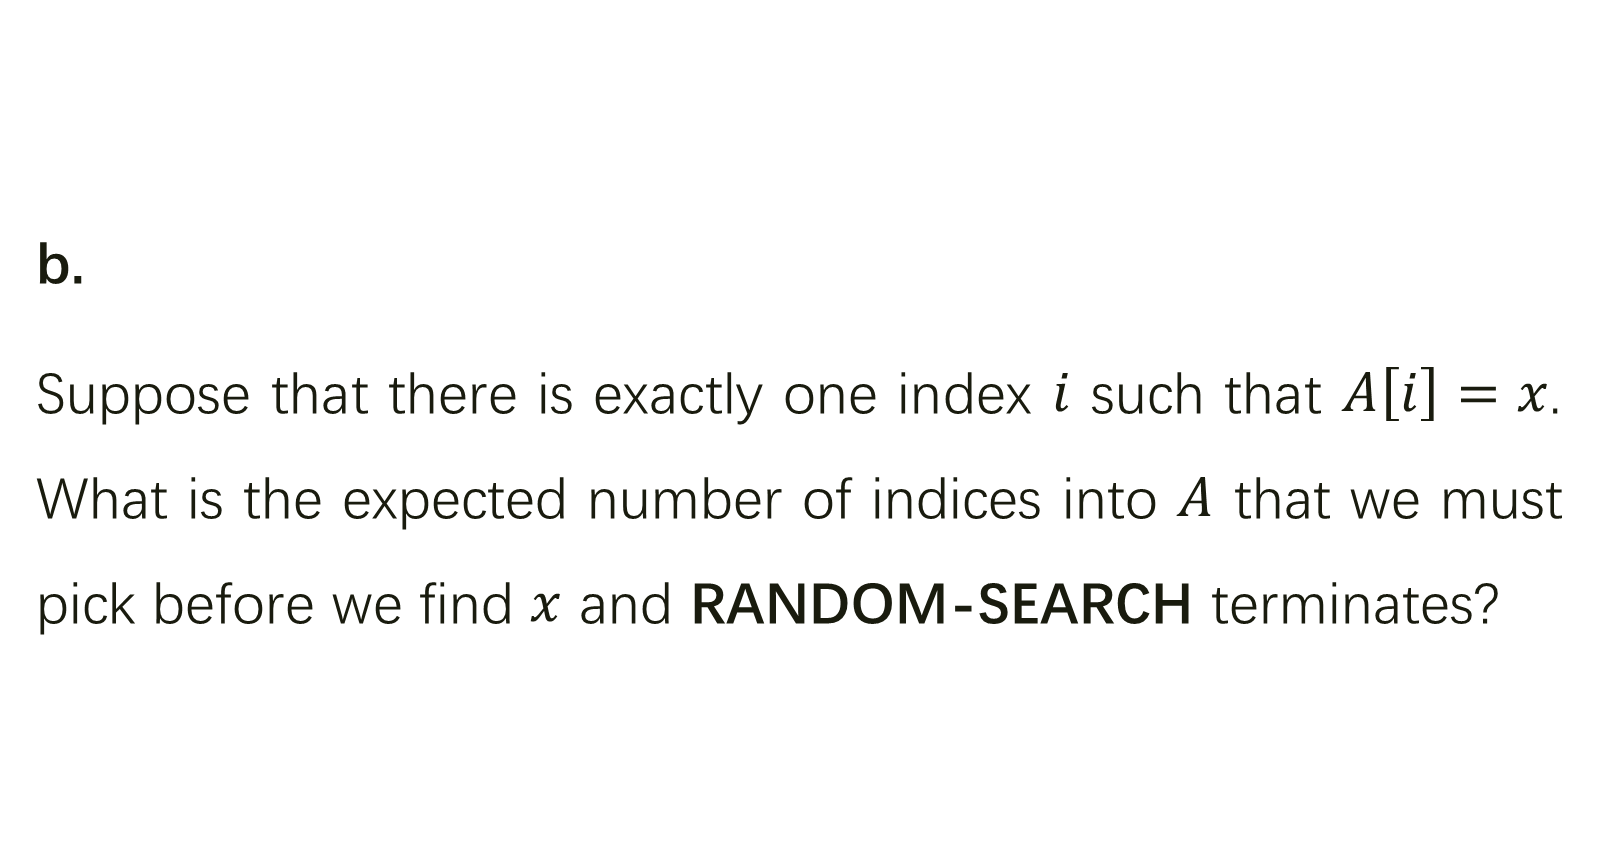 b.
Suppose that there is exactly one index i such that A[i] = x.
What is the expected number of indices into A that we must
pick before we find x and RANDOM-SEARCH terminates?